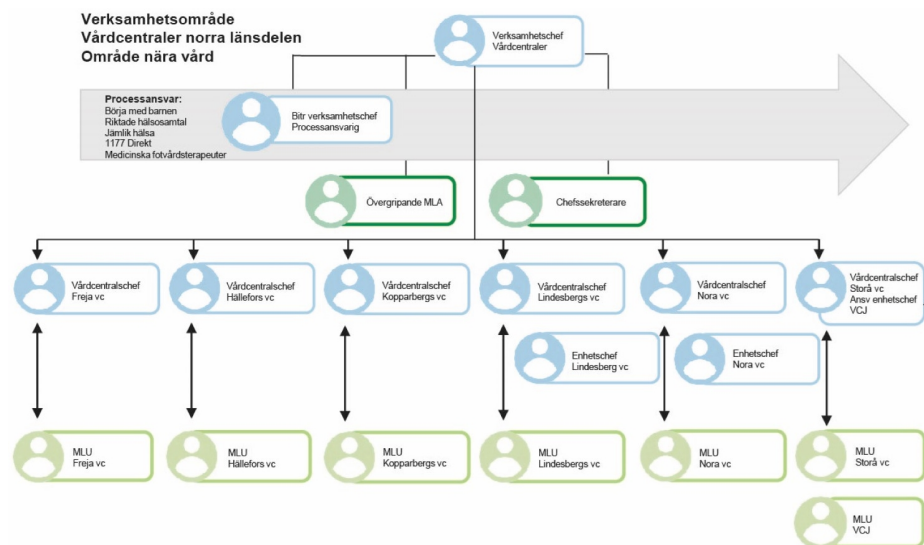 Verksamhetsområde
Vårdcentraler norra länsdelen
Område nära vård
Verksamhetschef
Vårdcentraler
Processansvar:
Börja med barnen
Riktade hälsosamtal
Jämlik hälsa
1177 Direkt
Medicinska fotvårdsterapeuter
Bitr verksamhetschef
Processansvarig
Övergripande MLA
Chefssekreterare
Vårdcentralschef
Freja vc
Vårdcentralschef
Hällefors vc
Vårdcentralschef
Kopparbergs vc
Vårdcentralschef
Lindesbergs vc
Vårdcentralschef
Nora vc
Vårdcentralschef
Storå vc
Ansv enhetschef
VCJ
Enhetschef
Lindesberg vc
Enhetschef
Nora vc
MLU
Freja vc
MLU
Hällefors vc
MLU
Kopparbergs vc
MLU
Lindesbergs vc
MLU
Nora vc
MLU
Storå vc
MLU
VCJ